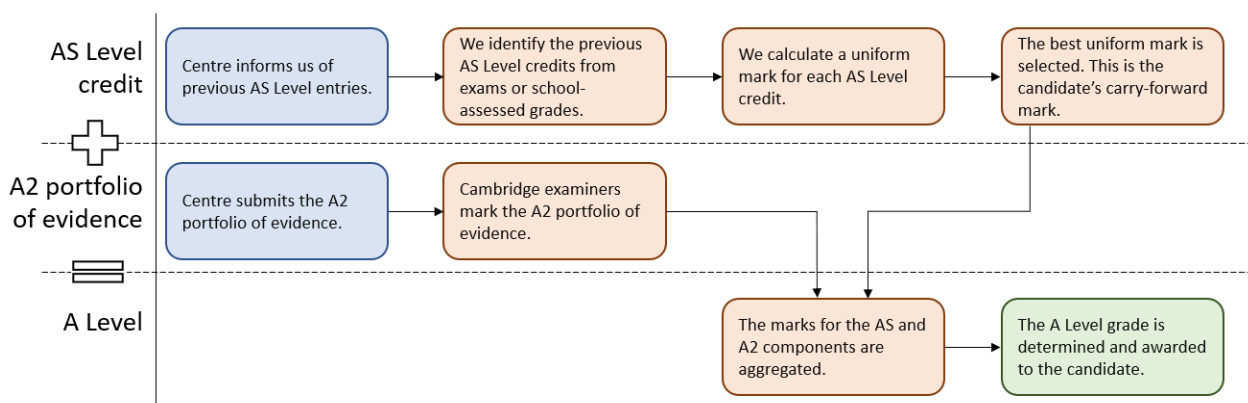 AS Level
credit
Centre informs us of
previous AS Level entries.
We identify the previous
AS Level credits from
exams or school-
assessed grades.
We calculate a uniform
mark for each AS Level
credit.
The best uniform mark is
selected. This is the
candidate’s carry-forward
mark.
A2 portfolio
of evidence
Centre submits the A2
portfolio of evidence.
Cambridge examiners
mark the A2 portfolio of
evidence.
A Level
The marks for the AS and
A2 components are
aggregated.
The A Level grade is
determined and awarded
to the candidate.